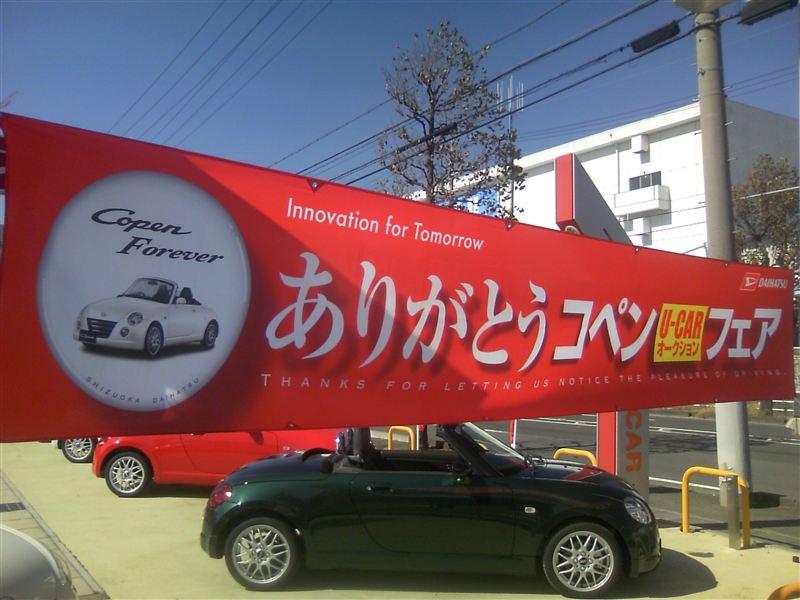 Copen
Forever
SHIZUOKA DAIHATSU
Innovation for Tomorrow
DAIHATSU
ありがとうコペン U-CAR オークション フェア
THANKS FOR LETTING US NOTICE THE PLEASURE OF DRIVING.
CAR